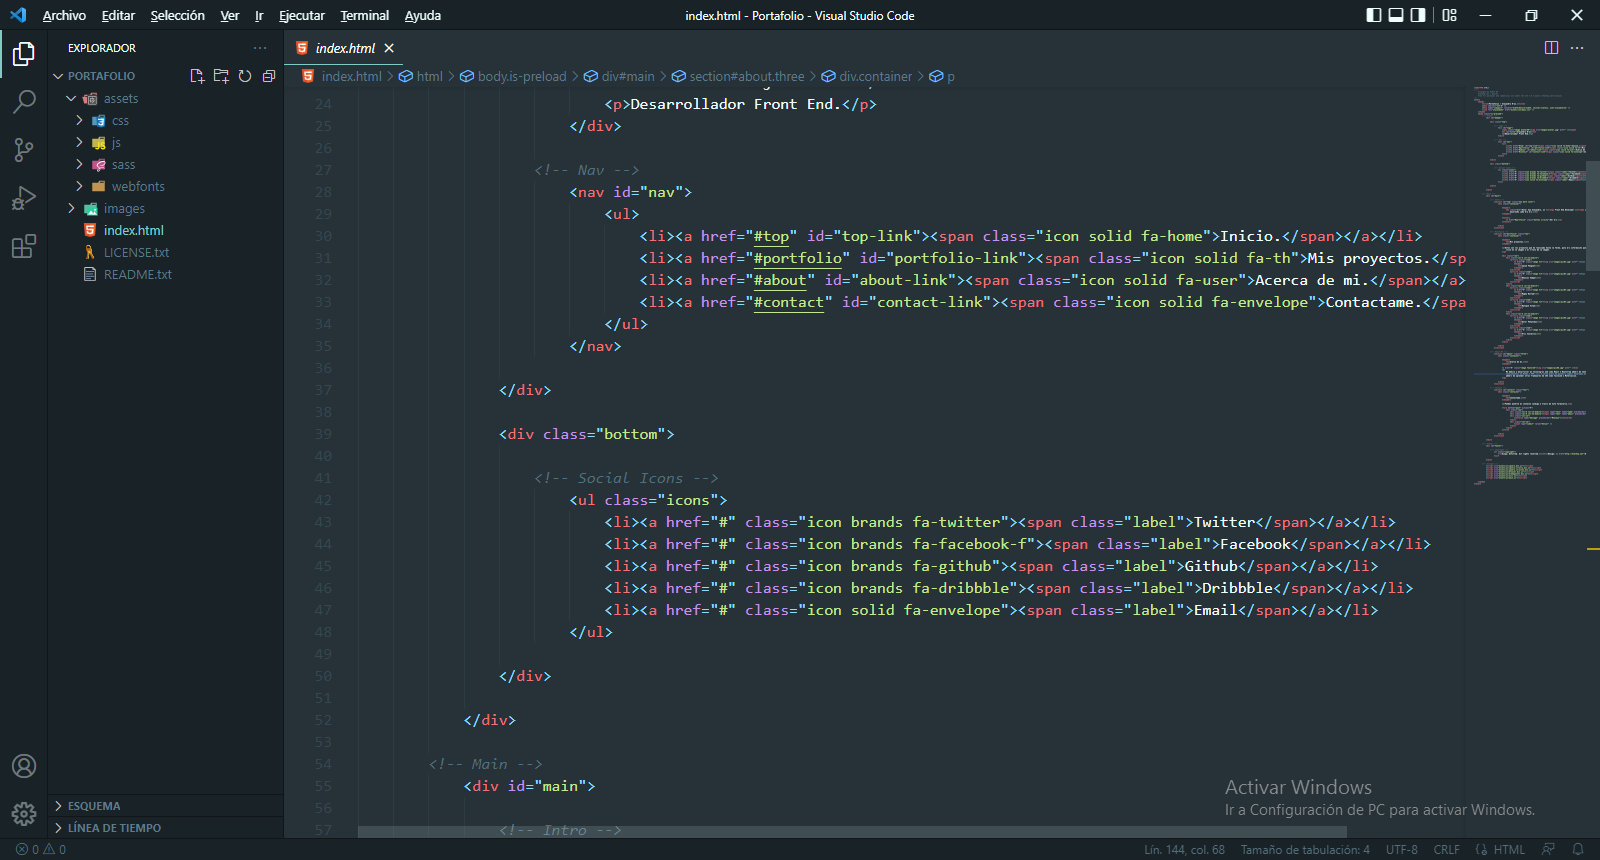 Archivo Editar Selección Ver Ir Ejecutar Terminal Ayuda
index.html - Portafolio - Visual Studio Code
EXPLORADOR
PORTAFOLIO
assets
css
js
sass
webfonts
images
index.html
LICENSE.txt
README.txt
ESQUEMA
LÍNEA DE TIEMPO
index.html
index.html > html > body.is-preload > div#main > section#about.three > div.container > p
24 <p>Desarrollador Front End.</p>
25 </div>
26
27 <!-- Nav -->
28 <nav id="nav">
29 <ul>
30 <li><a href="#top" id="top-link"><span class="icon solid fa-home">Inicio.</span></a></li>
31 <li><a href="#portfolio" id="portfolio-link"><span class="icon solid fa-th">Mis proyectos.</sp
32 <li><a href="#about" id="about-link"><span class="icon solid fa-user">Acerca de mi.</span></a>
33 <li><a href="#contact" id="contact-link"><span class="icon solid fa-envelope">Contactame.</spa
34 </ul>
35 </nav>
36
37 </div>
38
39 <div class="bottom">
40
41 <!-- Social Icons -->
42 <ul class="icons">
43 <li><a href="#" class="icon brands fa-twitter"><span class="label">Twitter</span></a></li>
44 <li><a href="#" class="icon brands fa-facebook-f"><span class="label">Facebook</span></a></li>
45 <li><a href="#" class="icon brands fa-github"><span class="label">Github</span></a></li>
46 <li><a href="#" class="icon brands fa-dribbble"><span class="label">Dribbble</span></a></li>
47 <li><a href="#" class="icon solid fa-envelope"><span class="label">Email</span></a></li>
48 </ul>
49
50 </div>
51
52 </div>
53
54 <!-- Main -->
55 <div id="main">
56
57 <!-- Intro -->
Activar Windows
Ir a Configuración de PC para activar Windows.
0 0 Lín. 144, col. 68 Tamaño de tabulación: 4 UTF-8 CRLF HTML